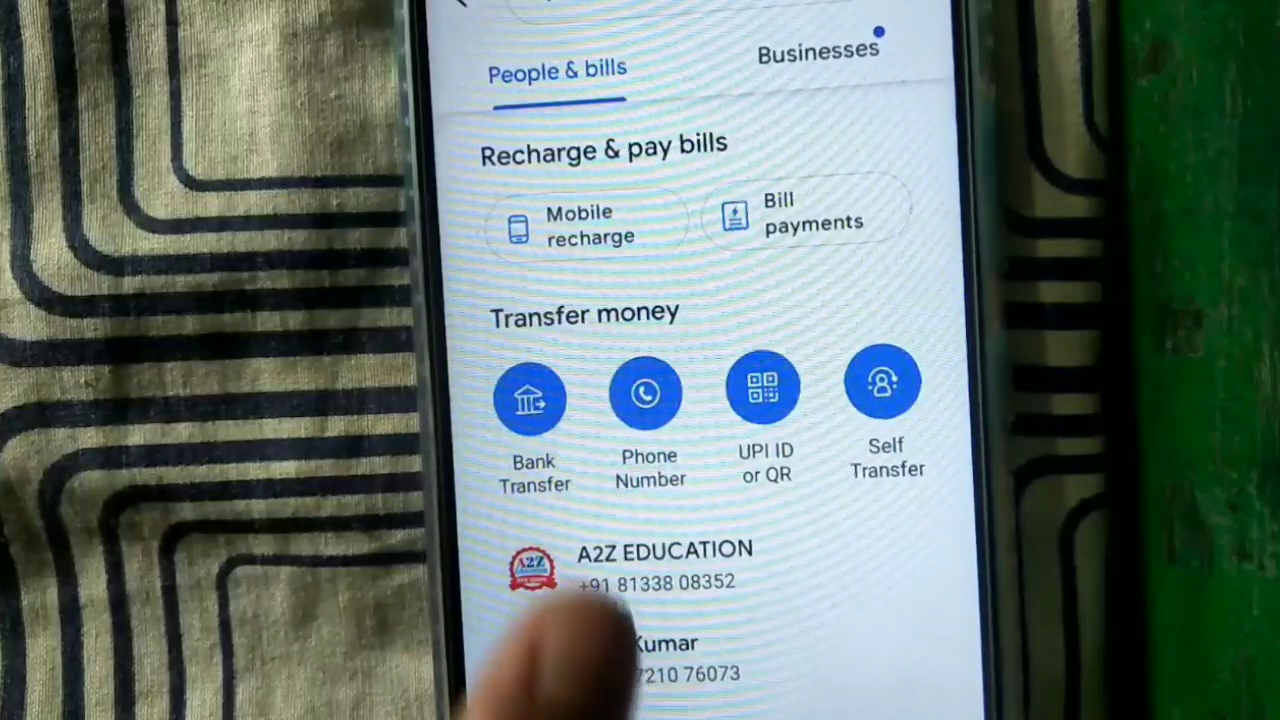 People & bills
Businesses
Recharge & pay bills
Mobile
recharge
Bill
payments
Transfer money
Bank
Transfer
Phone
Number
UPI ID
or QR
Self
Transfer
A2Z
A2Z EDUCATION
+91 81338 08352
Kumar
7210 76073